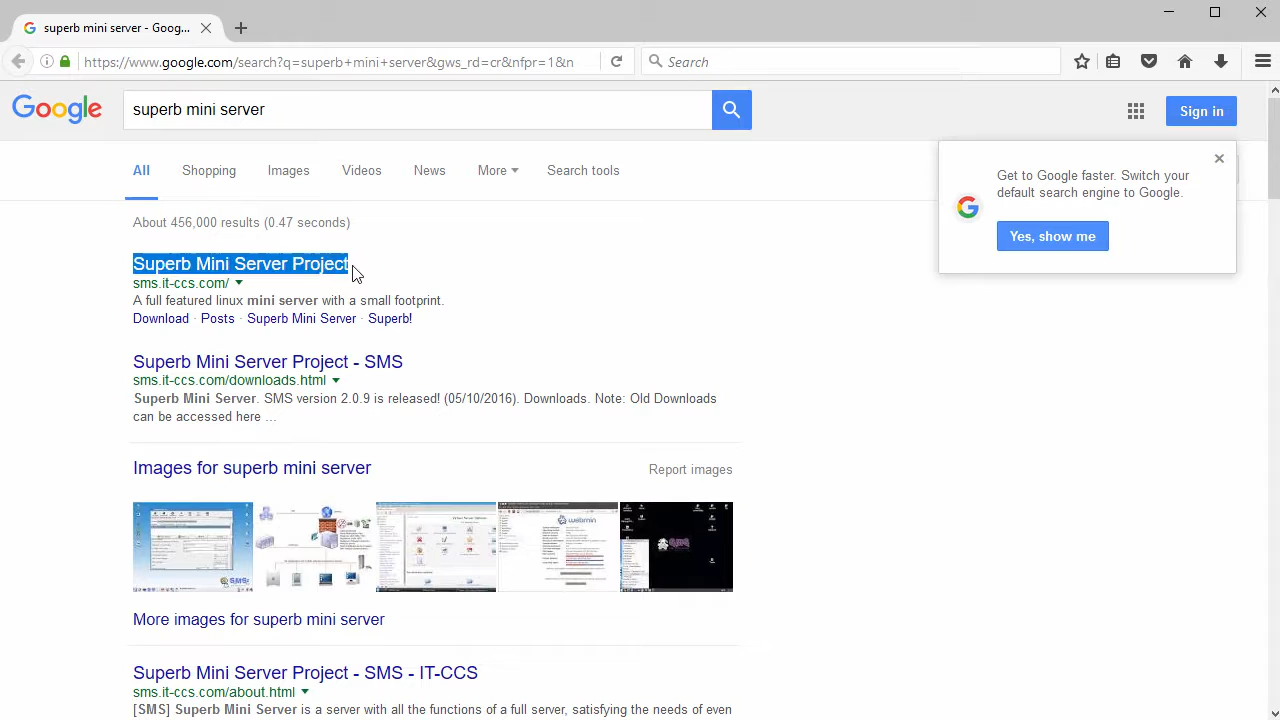 superb mini server - Goog...
https://www.google.com/search?q=superb+mini+server&gws_rd=cr&nfpr=1&in
Search
Google
superb mini server
Sign in
All
Shopping
Images
Videos
News
More
Search tools
Get to Google faster. Switch your
default search engine to Google.
Yes, show me
About 456,000 results (0.47 seconds)
Superb Mini Server Project
sms.it-ccs.com/
A full featured linux mini server with a small footprint.
Download · Posts · Superb Mini Server · Superb!
Superb Mini Server Project - SMS
sms.it-ccs.com/downloads.html
Superb Mini Server. SMS version 2.0.9 is released! (05/10/2016). Downloads. Note: Old Downloads
can be accessed here ...
Images for superb mini server
Report images
webmin
More images for superb mini server
Superb Mini Server Project - SMS - IT-CCS
sms.it-ccs.com/about.html
[SMS] Superb Mini Server is a server with all the functions of a full server, satisfying the needs of even